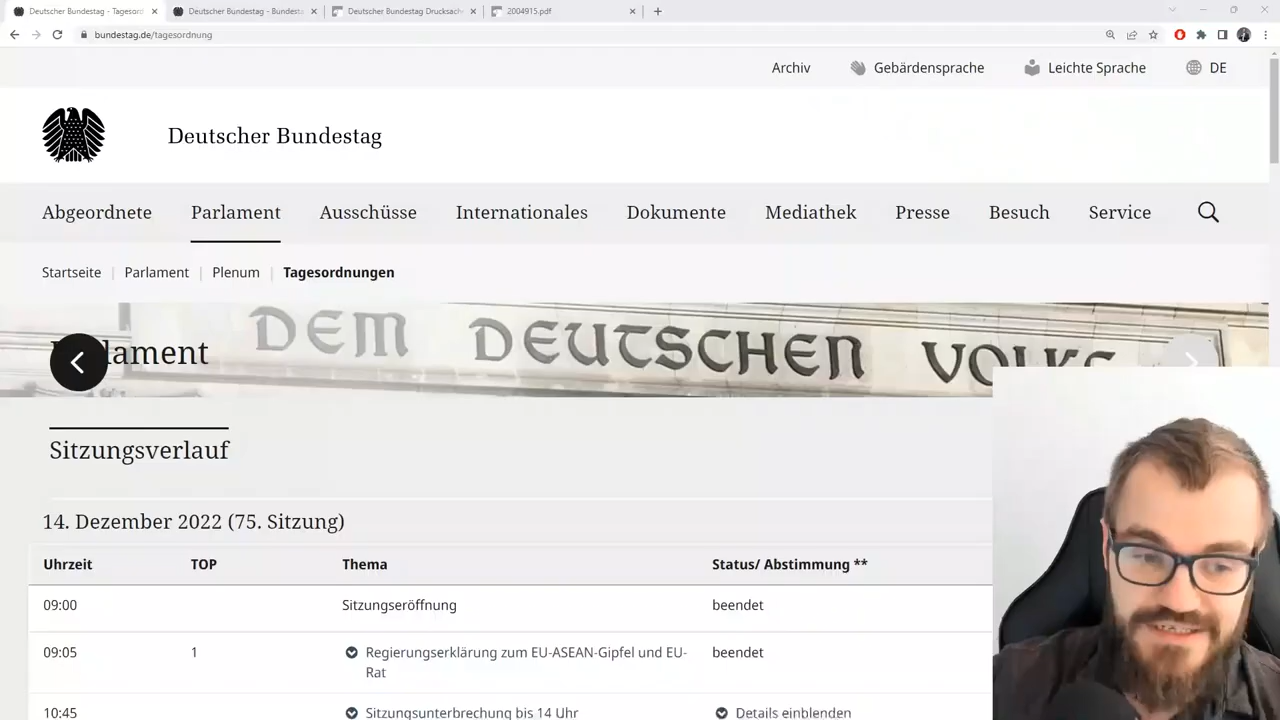 Deutscher Bundestag - Tagesord
Deutscher Bundestag - Bundesta
Deutscher Bundestag Drucksach
2004915.pdf
bundestag.de/tagesordnung
Archiv
Gebärdensprache
Leichte Sprache
DE
Deutscher Bundestag
Abgeordnete
Parlament
Ausschüsse
Internationales
Dokumente
Mediathek
Presse
Besuch
Service
Startseite | Parlament | Plenum | Tagesordnungen
DEM DEUTSCHEN VOLKE
lament
Sitzungsverlauf
14. Dezember 2022 (75. Sitzung)
Uhrzeit TOP Thema Status/ Abstimmung **
09:00 Sitzungseröffnung beendet
09:05 1 Regierungserklärung zum EU-ASEAN-Gipfel und EU-
Rat beendet
10:45 Sitzungsunterbrechung bis 14 Uhr Details einblenden